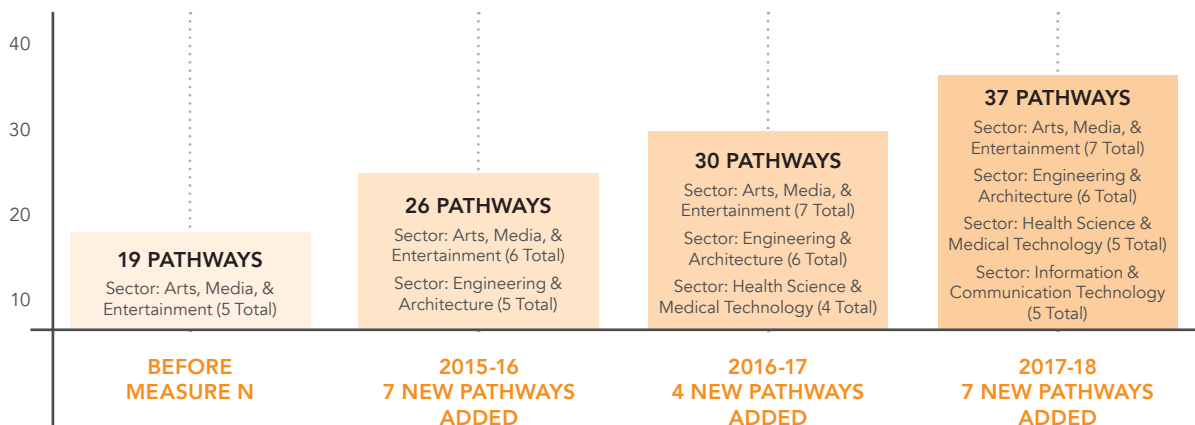 40
30
20
10
19 PATHWAYS
Sector: Arts, Media, &
Entertainment (5 Total)
26 PATHWAYS
Sector: Arts, Media, &
Entertainment (6 Total)
Sector: Engineering
& Architecture (5 Total)
30 PATHWAYS
Sector: Arts, Media, &
Entertainment (7 Total)
Sector: Engineering &
Architecture (6 Total)
Sector: Health Science &
Medical Technology (4 Total)
37 PATHWAYS
Sector: Arts, Media, &
Entertainment (7 Total)
Sector: Engineering &
Architecture (6 Total)
Sector: Health Science &
Medical Technology (5 Total)
Sector: Information &
Communication Technology
(5 Total)
BEFORE
MEASURE N
2015-16
7 NEW PATHWAYS
ADDED
2016-17
4 NEW PATHWAYS
ADDED
2017-18
7 NEW PATHWAYS
ADDED